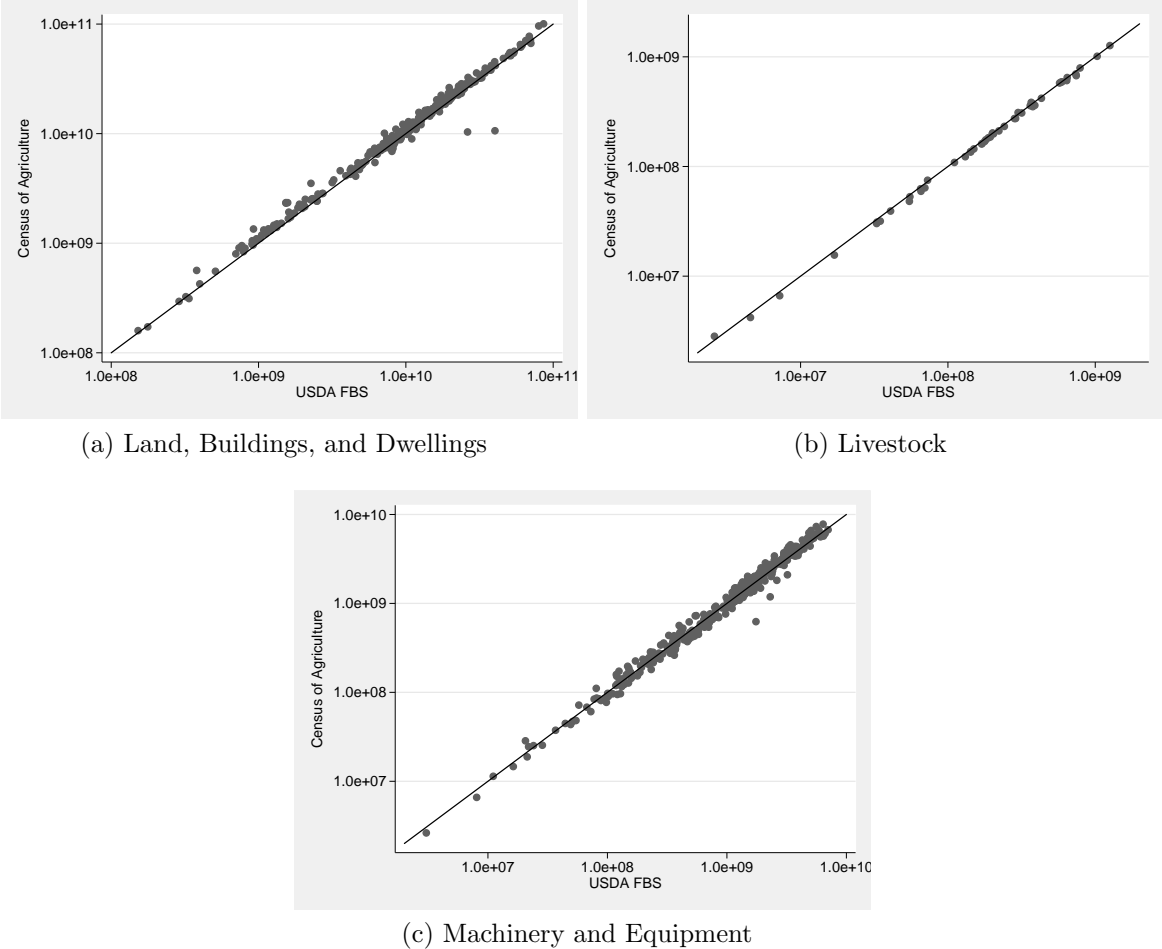 1.0e+11
1.0e+10
1.0e+09
1.0e+08
Census of Agriculture
1.0e+08 1.0e+09 1.0e+10 1.0e+11
USDA FBS
(a) Land, Buildings, and Dwellings
1.0e+09
1.0e+08
1.0e+07
Census of Agriculture
1.0e+07 1.0e+08 1.0e+09
USDA FBS
(b) Livestock
1.0e+10
1.0e+09
1.0e+08
1.0e+07
Census of Agriculture
1.0e+07 1.0e+08 1.0e+09 1.0e+10
USDA FBS
(c) Machinery and Equipment